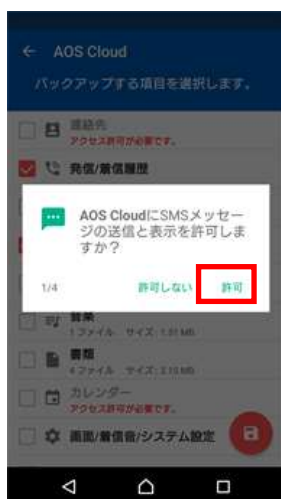 ← AOS Cloud
バックアップする項目を選択します。
連絡先
アクセス許可が必要です。
発信/着信履歴
AOS CloudにSMSメッセー
ジの送信と表示を許可しま
すか？
1/4 許可しない 許可
音楽
1 ファイル サイズ: 1.91 MB
書類
4 ファイル サイズ: 3.15 MB
カレンダー
アクセス許可が必要です。
画面/着信音/システム設定